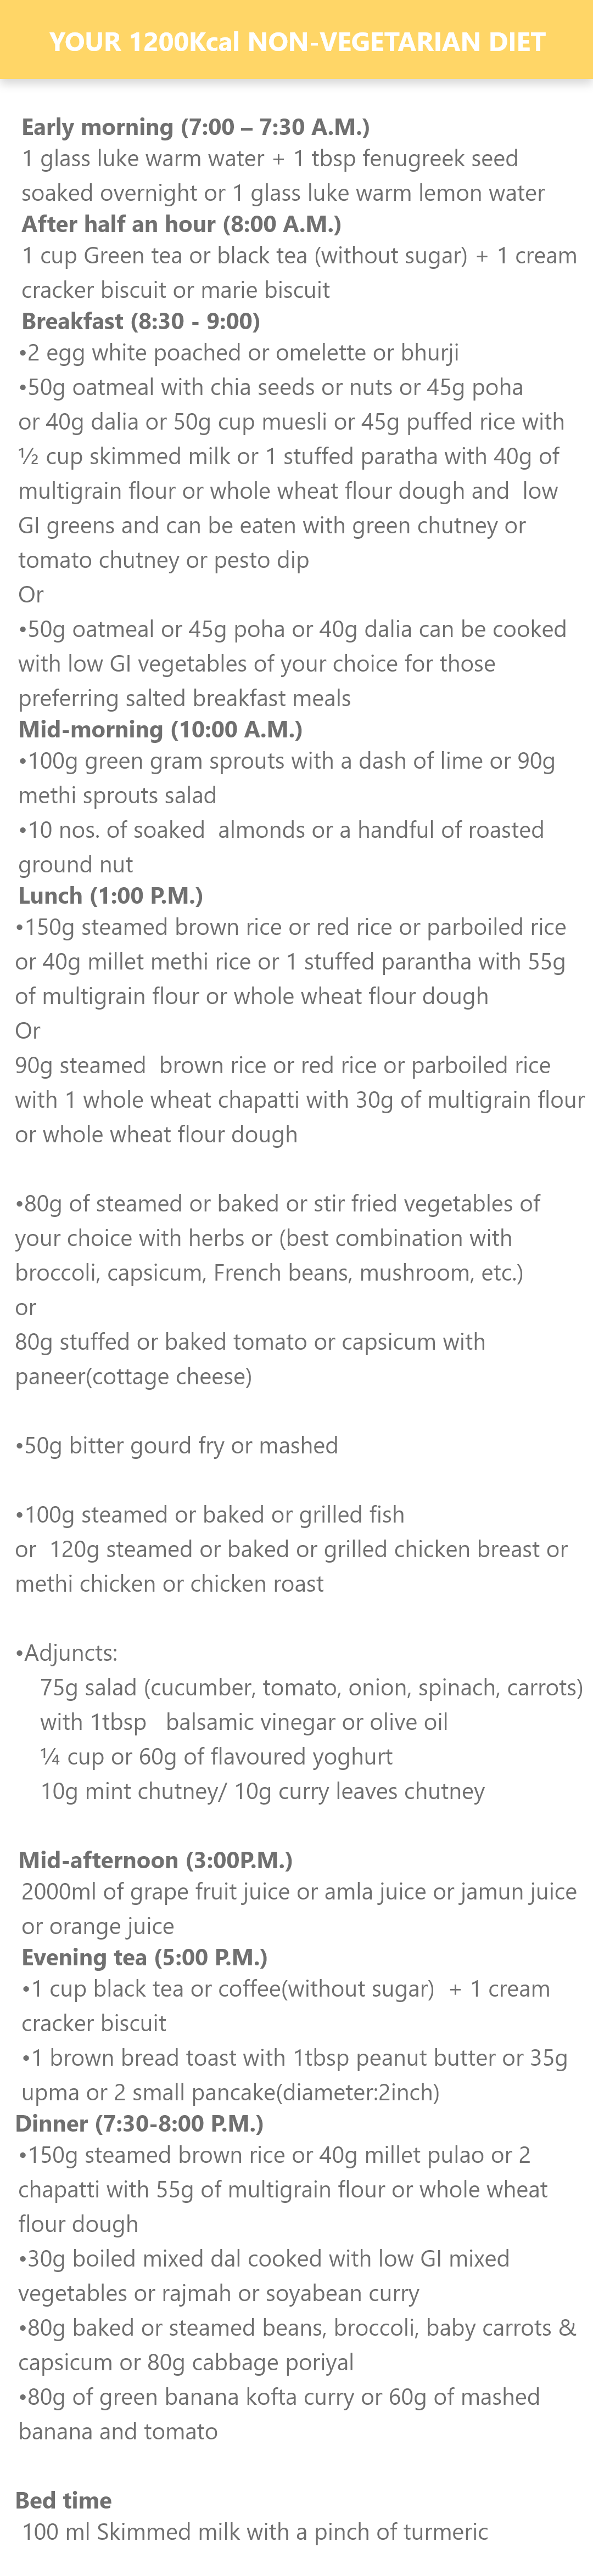 YOUR 1200Kcal NON-VEGETARIAN DIET
Early morning (7:00 – 7:30 A.M.)
1 glass luke warm water + 1 tbsp fenugreek seed
soaked overnight or 1 glass luke warm lemon water
After half an hour (8:00 A.M.)
1 cup Green tea or black tea (without sugar) + 1 cream
cracker biscuit or marie biscuit
Breakfast (8:30 - 9:00)
•2 egg white poached or omelette or bhurji
•50g oatmeal with chia seeds or nuts or 45g poha
or 40g dalia or 50g cup muesli or 45g puffed rice with
½ cup skimmed milk or 1 stuffed paratha with 40g of
multigrain flour or whole wheat flour dough and low
GI greens and can be eaten with green chutney or
tomato chutney or pesto dip
Or
•50g oatmeal or 45g poha or 40g dalia can be cooked
with low GI vegetables of your choice for those
preferring salted breakfast meals
Mid-morning (10:00 A.M.)
•100g green gram sprouts with a dash of lime or 90g
methi sprouts salad
•10 nos. of soaked almonds or a handful of roasted
ground nut
Lunch (1:00 P.M.)
•150g steamed brown rice or red rice or parboiled rice
or 40g millet methi rice or 1 stuffed parantha with 55g
of multigrain flour or whole wheat flour dough
Or
90g steamed brown rice or red rice or parboiled rice
with 1 whole wheat chapatti with 30g of multigrain flour
or whole wheat flour dough
•80g of steamed or baked or stir fried vegetables of
your choice with herbs or (best combination with
broccoli, capsicum, French beans, mushroom, etc.)
or
80g stuffed or baked tomato or capsicum with
paneer(cottage cheese)
•50g bitter gourd fry or mashed
•100g steamed or baked or grilled fish
or 120g steamed or baked or grilled chicken breast or
methi chicken or chicken roast
•Adjuncts:
75g salad (cucumber, tomato, onion, spinach, carrots)
with 1tbsp balsamic vinegar or olive oil
¼ cup or 60g of flavoured yoghurt
10g mint chutney/ 10g curry leaves chutney
Mid-afternoon (3:00P.M.)
2000ml of grape fruit juice or amla juice or jamun juice
or orange juice
Evening tea (5:00 P.M.)
•1 cup black tea or coffee(without sugar) + 1 cream
cracker biscuit
•1 brown bread toast with 1tbsp peanut butter or 35g
upma or 2 small pancake(diameter:2inch)
Dinner (7:30-8:00 P.M.)
•150g steamed brown rice or 40g millet pulao or 2
chapatti with 55g of multigrain flour or whole wheat
flour dough
•30g boiled mixed dal cooked with low GI mixed
vegetables or rajmah or soyabean curry
•80g baked or steamed beans, broccoli, baby carrots &
capsicum or 80g cabbage poriyal
•80g of green banana kofta curry or 60g of mashed
banana and tomato
Bed time
100 ml Skimmed milk with a pinch of turmeric